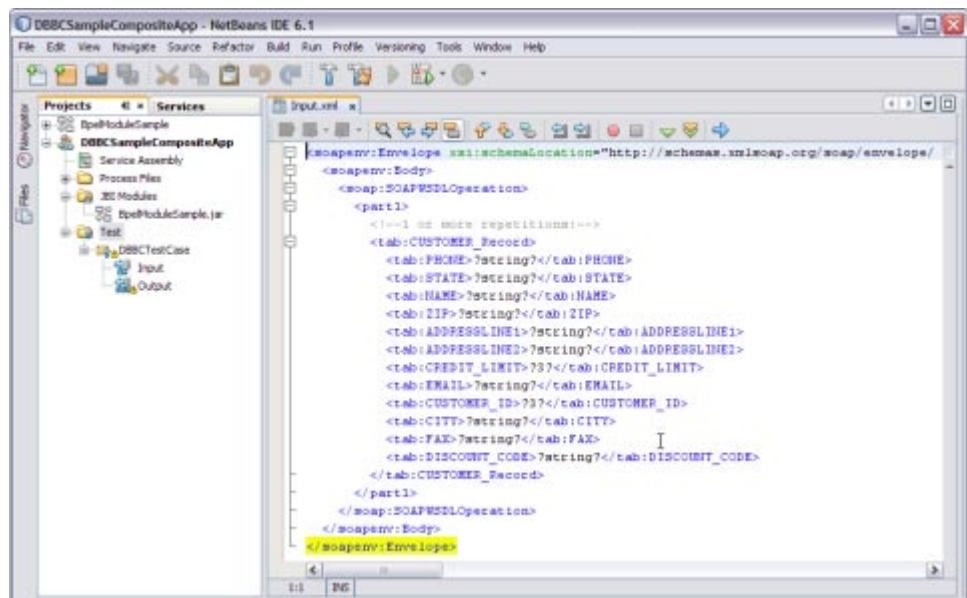 DBBCSampleCompositeApp - NetBeans IDE 6.1
File Edit View Navigate Source Refactor Build Run Profile Versioning Tools Window Help
Projects Services
Navigator
Files
BpelModuleSample
DBBCSampleCompositeApp
Service Assembly
Process Files
JBI Modules
BpelModuleSample.jar
Test
DBBCTestCase
Input
Output
Input.xml
<soapenv:Envelope xsi:schemaLocation="http://schemas.xmlsoap.org/soap/envelope/
<soapenv:Body>
<soap:SOAPWSDLOperation>
<part1>
<!--1 or more repetitions:-->
<tab:CUSTOMER_Record>
<tab:PHONE>?string?</tab:PHONE>
<tab:STATE>?string?</tab:STATE>
<tab:NAME>?string?</tab:NAME>
<tab:ZIP>?string?</tab:ZIP>
<tab:ADDRESSLINE1>?string?</tab:ADDRESSLINE1>
<tab:ADDRESSLINE2>?string?</tab:ADDRESSLINE2>
<tab:CREDIT_LIMIT>?3?</tab:CREDIT_LIMIT>
<tab:EMAIL>?string?</tab:EMAIL>
<tab:CUSTOMER_ID>?3?</tab:CUSTOMER_ID>
<tab:CITY>?string?</tab:CITY>
<tab:FAX>?string?</tab:FAX>
<tab:DISCOUNT_CODE>?string?</tab:DISCOUNT_CODE>
</tab:CUSTOMER_Record>
</part1>
</soap:SOAPWSDLOperation>
</soapenv:Body>
</soapenv:Envelope>
1:1 INS